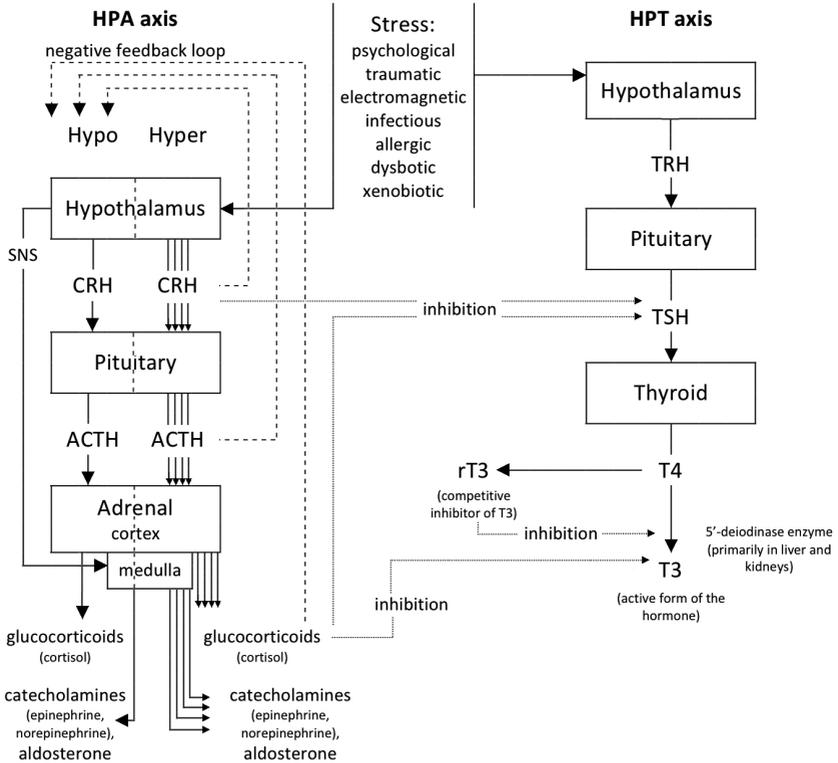 HPA axis
negative feedback loop
Hypo
Hyper
Hypothalamus
SNS
CRH
CRH
Pituitary
ACTH
ACTH
Adrenal
cortex
medulla
glucocorticoids
(cortisol)
glucocorticoids
(cortisol)
catecholamines
(epinephrine,
norepinephrine),
aldosterone
catecholamines
(epinephrine,
norepinephrine),
aldosterone
Stress:
psychological
traumatic
electromagnetic
infectious
allergic
dysbotic
xenobiotic
inhibition
HPT axis
Hypothalamus
TRH
Pituitary
TSH
Thyroid
rT3
(competitive
inhibitor of T3)
T4
inhibition
5’-deiodinase enzyme
(primarily in liver and
kidneys)
T3
(active form of the
hormone)
inhibition